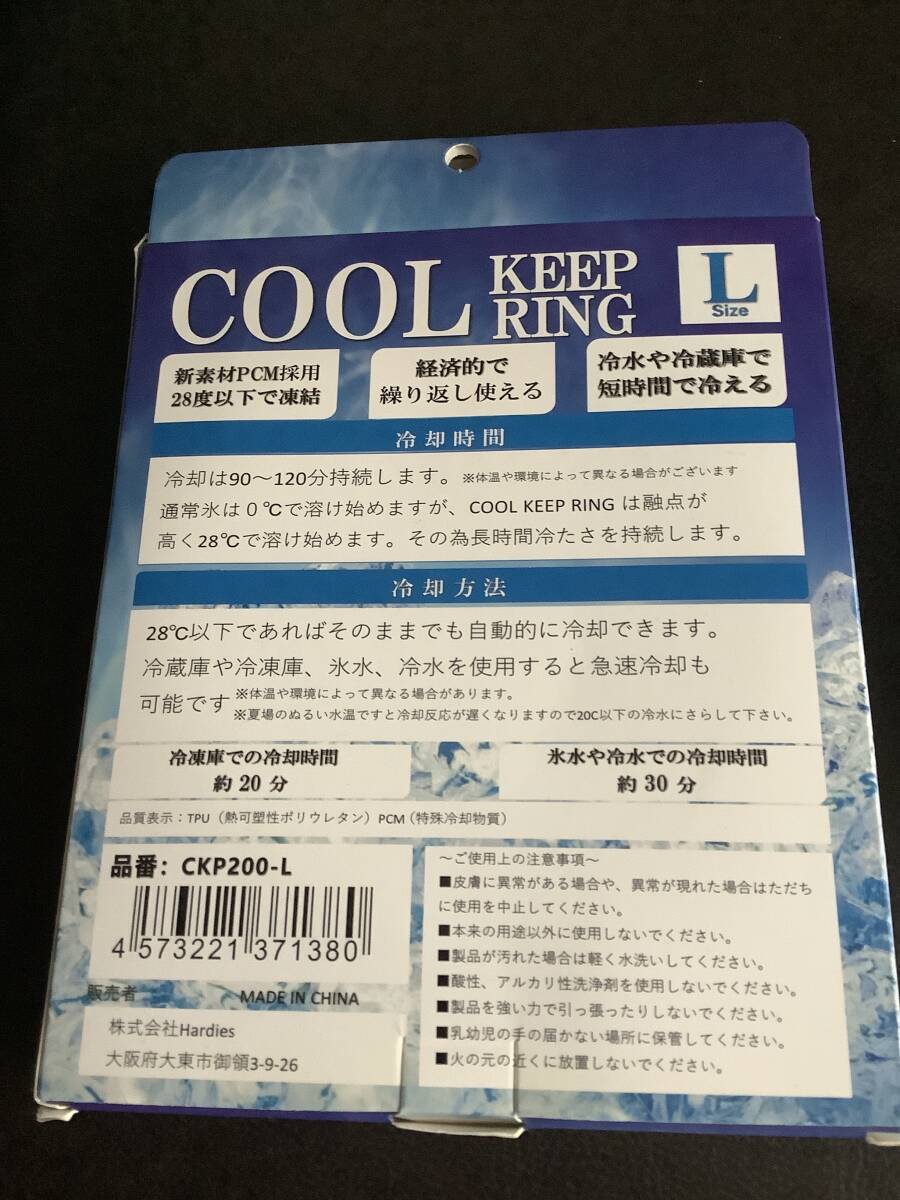 COOL KEEP RING
L
Size
新素材PCM採用
28度以下で凍結
経済的で
繰り返し使える
冷水や冷蔵庫で
短時間で冷える
冷却時間
冷却は90～120分持続します。※体温や環境によって異なる場合がございます
通常氷は０℃で溶け始めますが、COOL KEEP RING は融点が
高く28℃で溶け始めます。その為長時間冷たさを持続します。
冷却方法
28℃以下であればそのままでも自動的に冷却できます。
冷蔵庫や冷凍庫、氷水、冷水を使用すると急速冷却も
可能です ※体温や環境によって異なる場合があります。
※夏場のぬるい水温ですと冷却反応が遅くなりますので20C以下の冷水にさらして下さい。
冷凍庫での冷却時間
約 20 分
氷水や冷水での冷却時間
約 30 分
品質表示：TPU（熱可塑性ポリウレタン）PCM（特殊冷却物質）
品番：CKP200-L
4 573221 371380
販売者
MADE IN CHINA
株式会社Hardies
大阪府大東市御領3-9-26
～ご使用上の注意事項～
■皮膚に異常がある場合や、異常が現れた場合はただち
に使用を中止してください。
■本来の用途以外に使用しないでください。
■製品が汚れた場合は軽く水洗いしてください。
■酸性、アルカリ性洗浄剤を使用しないでください。
■製品を強い力で引っ張ったりしないでください。
■乳幼児の手の届かない場所に保管してください。
■火の元の近くに放置しないでください。